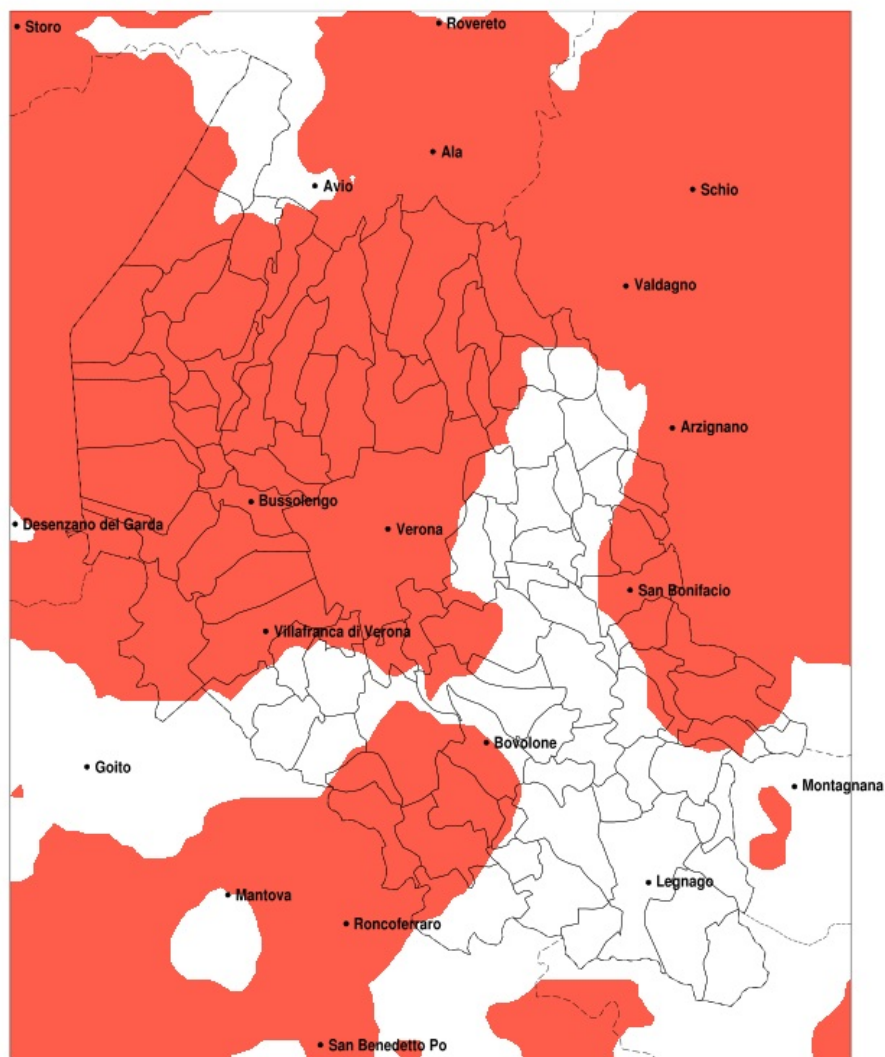 Storo
Rovereto
Ala
Avio
Schio
Valdagno
Arzignano
Bussolengo
Desenzano del Garda
Verona
San Bonifacio
Villafranca di Verona
Bovolone
Goito
Montagnana
Legnago
Mantova
Roncoferraro
San Benedetto Po